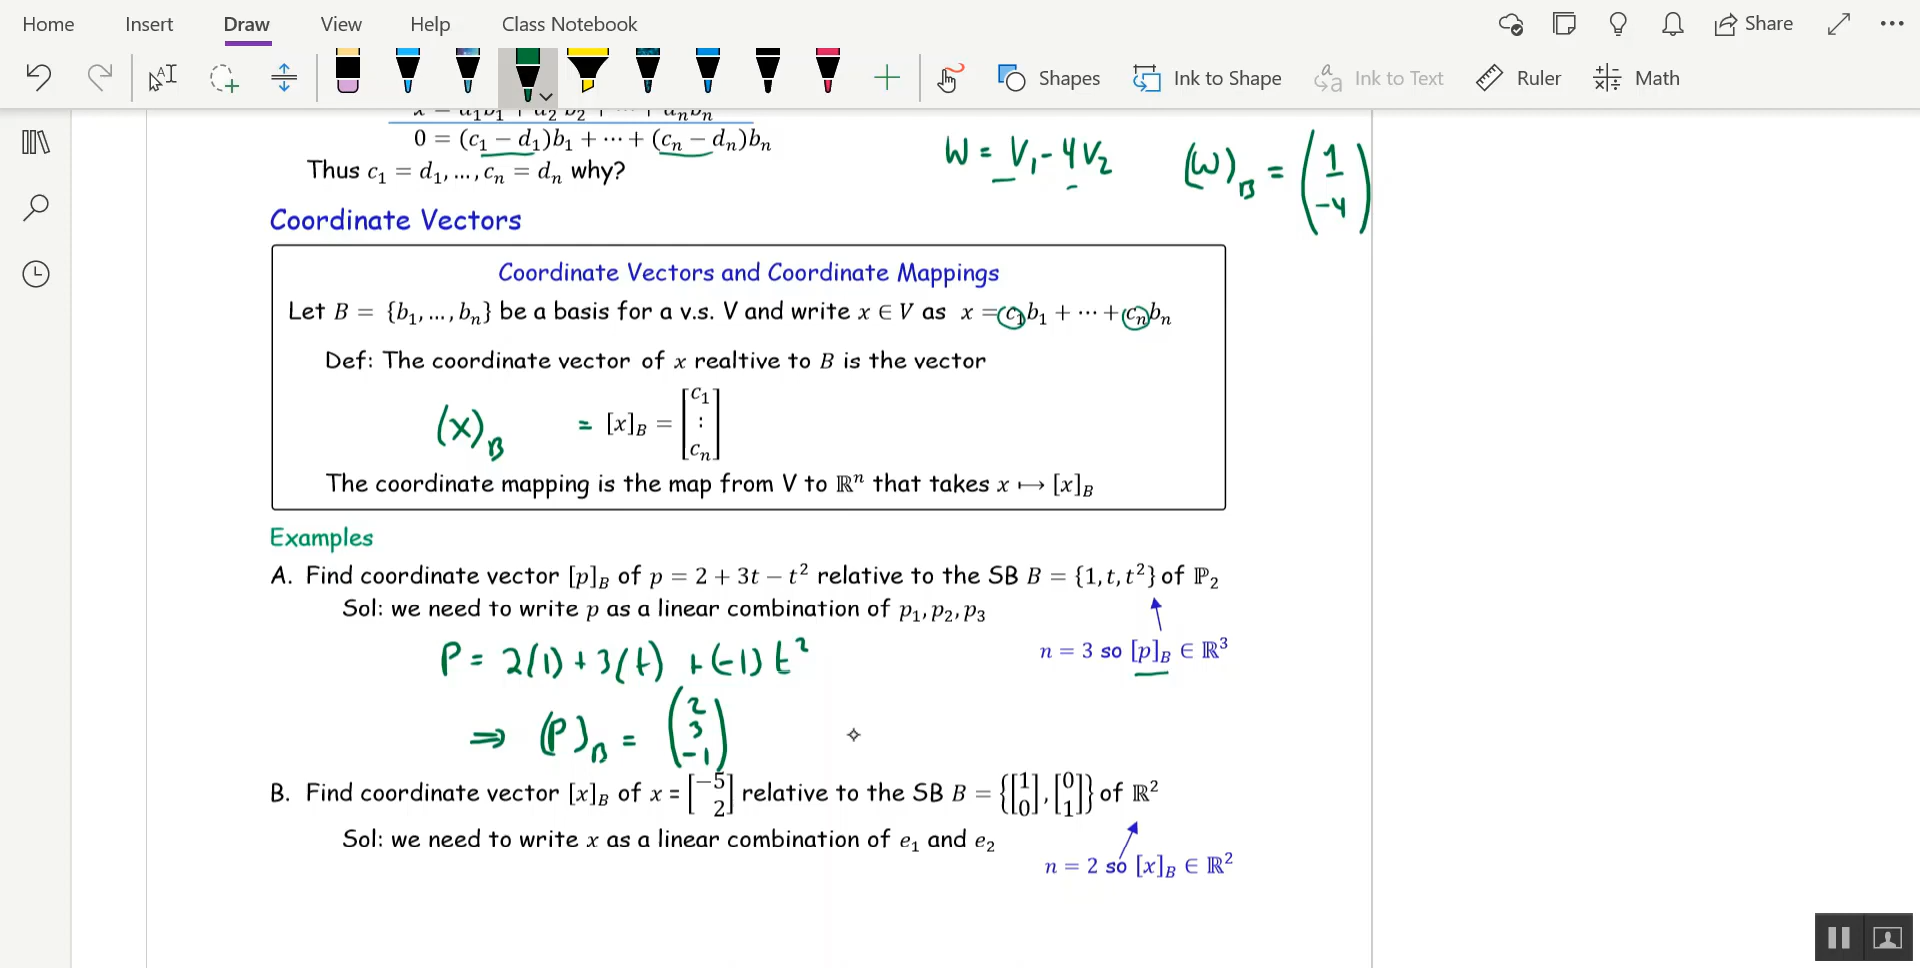 Home Insert Draw View Help Class Notebook Share
Shapes Ink to Shape Ink to Text Ruler Math
0 = (c₁ − d₁)b₁ + ⋯ + (cₙ − dₙ)bₙ
Thus c₁ = d₁, …, cₙ = dₙ why?
W = V₁ - 4V₂ (W)_B = (1 -4)
Coordinate Vectors
Coordinate Vectors and Coordinate Mappings
Let B = {b₁, …, bₙ} be a basis for a v.s. V and write x ∈ V as x = c₁b₁ + ⋯ + cₙbₙ
Def: The coordinate vector of x realtive to B is the vector
(x)_B = [x]_B = [c₁ ⋮ cₙ]
The coordinate mapping is the map from V to ℝⁿ that takes x ⟼ [x]_B
Examples
A. Find coordinate vector [p]_B of p = 2 + 3t − t² relative to the SB B = {1, t, t²} of ℙ₂
Sol: we need to write p as a linear combination of p₁, p₂, p₃
P = 2(1) + 3(t) + (-1) t²
n = 3 so [p]_B ∈ ℝ³
⇒ (P)_B = (2 3 -1)
B. Find coordinate vector [x]_B of x = [−5 2] relative to the SB B = {[1 0], [0 1]} of ℝ²
Sol: we need to write x as a linear combination of e₁ and e₂
n = 2 so [x]_B ∈ ℝ²